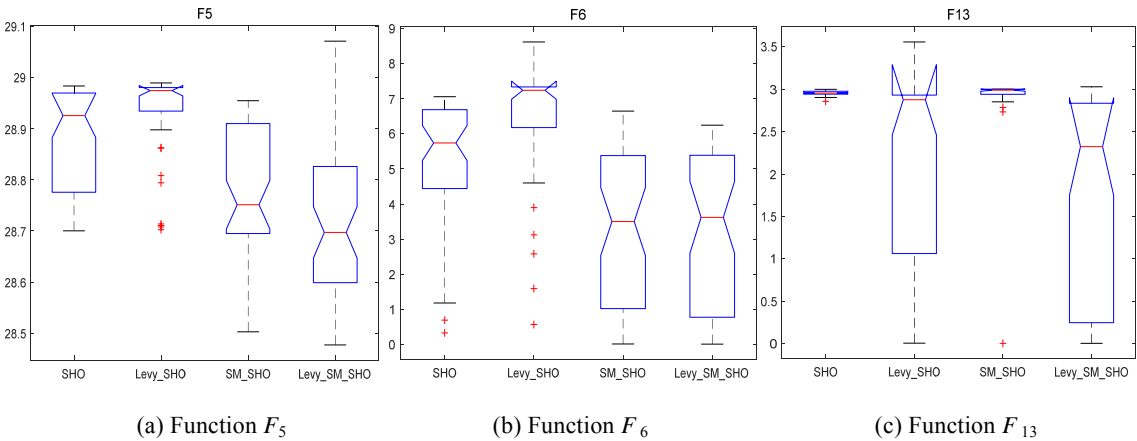 F5
29.1
29
28.9
28.8
28.7
28.6
28.5
SHO Levy_SHO SM_SHO Levy_SM_SHO
F6
9
8
7
6
5
4
3
2
1
0
SHO Levy_SHO SM_SHO Levy_SM_SHO
F13
3.5
3
2.5
2
1.5
1
0.5
0
SHO Levy_SHO SM_SHO Levy_SM_SHO
(a) Function F5
(b) Function F6
(c) Function F13